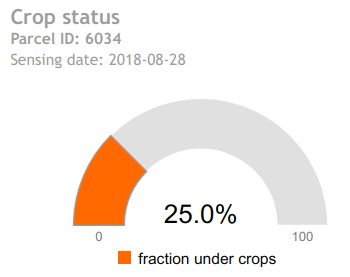 Crop status
Parcel ID: 6034
Sensing date: 2018-08-28
25.0%
0
100
fraction under crops